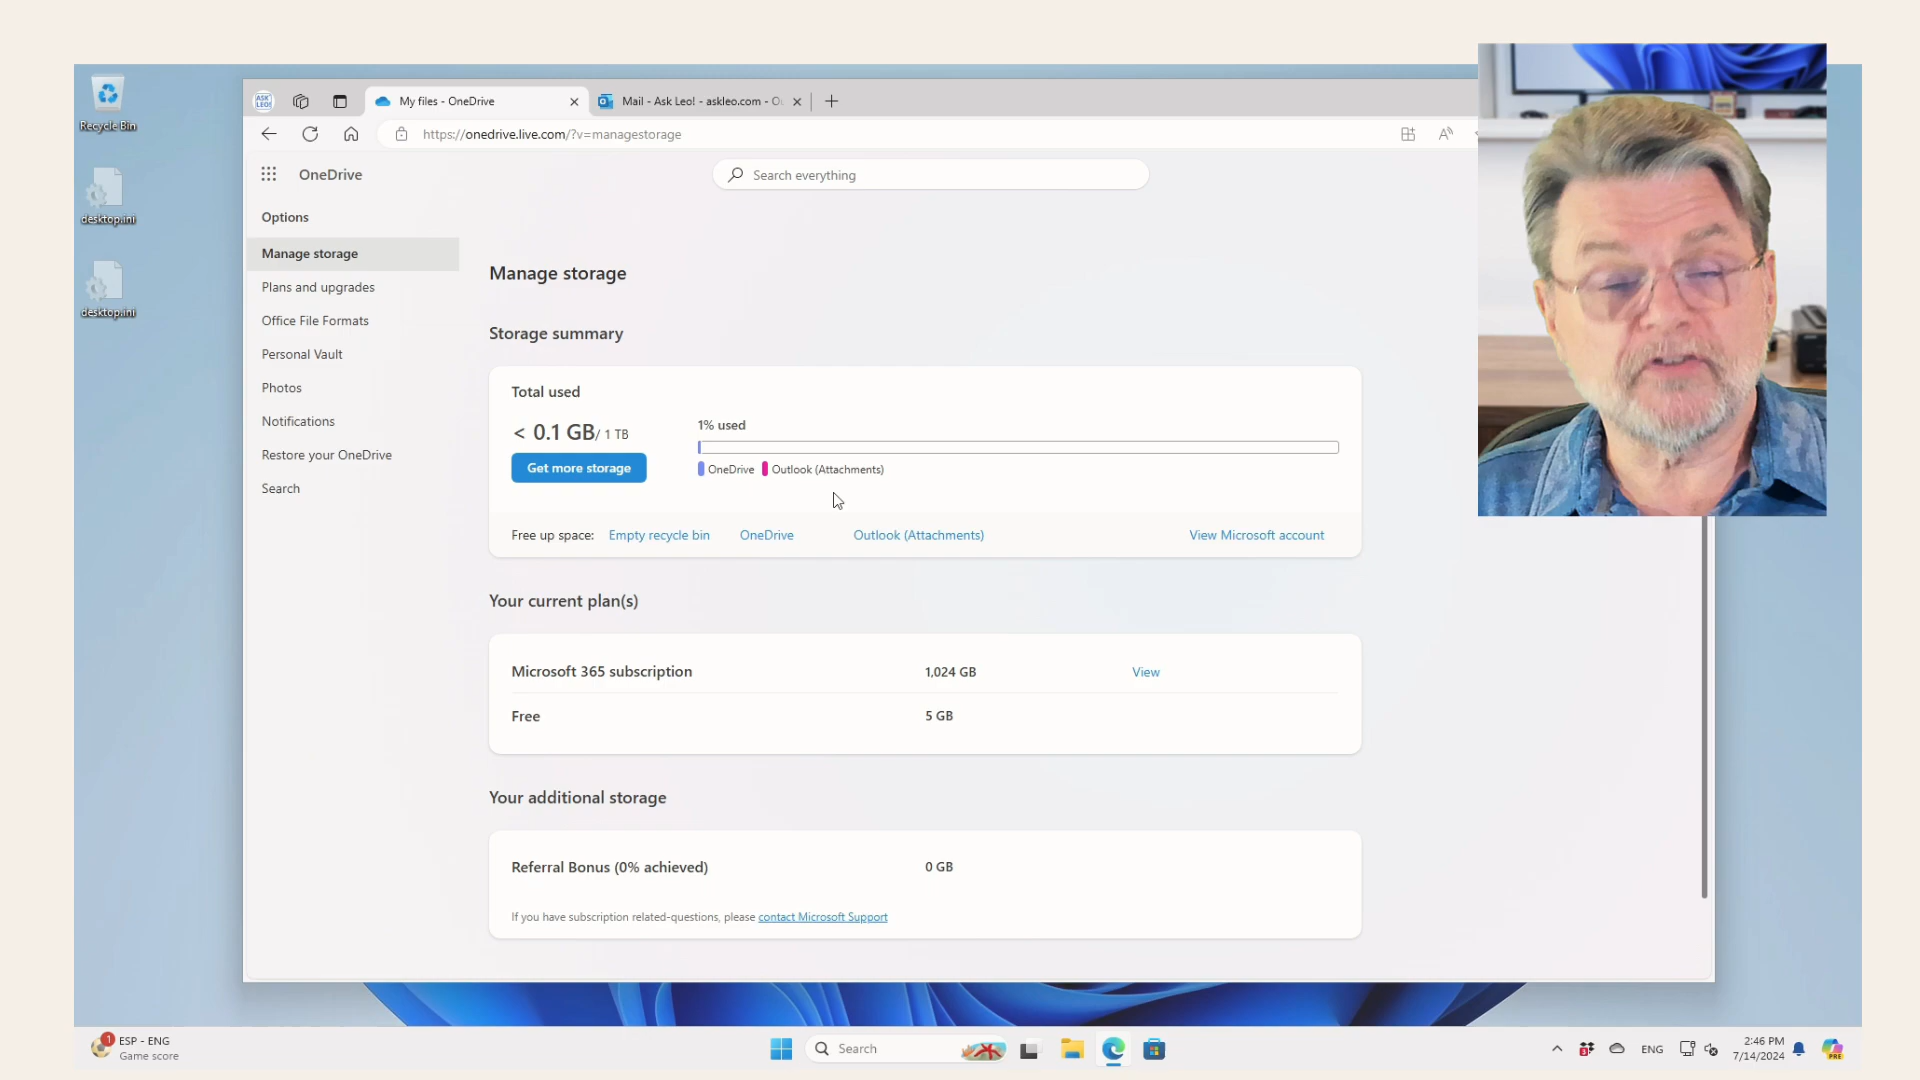 Recycle Bin
desktop.ini
desktop.ini
ASK LEO!
My files - OneDrive
Mail - Ask Leo! - askleo.com - O
https://onedrive.live.com/?v=managestorage
OneDrive
Search everything
Options
Manage storage
Plans and upgrades
Office File Formats
Personal Vault
Photos
Notifications
Restore your OneDrive
Search
Manage storage
Storage summary
Total used
< 0.1 GB/ 1 TB
1% used
Get more storage
OneDrive Outlook (Attachments)
Free up space: Empty recycle bin OneDrive Outlook (Attachments) View Microsoft account
Your current plan(s)
Microsoft 365 subscription 1,024 GB View
Free 5 GB
Your additional storage
Referral Bonus (0% achieved) 0 GB
If you have subscription related-questions, please contact Microsoft Support
1
ESP - ENG
Game score
Search
ENG
2:46 PM
7/14/2024
PRE